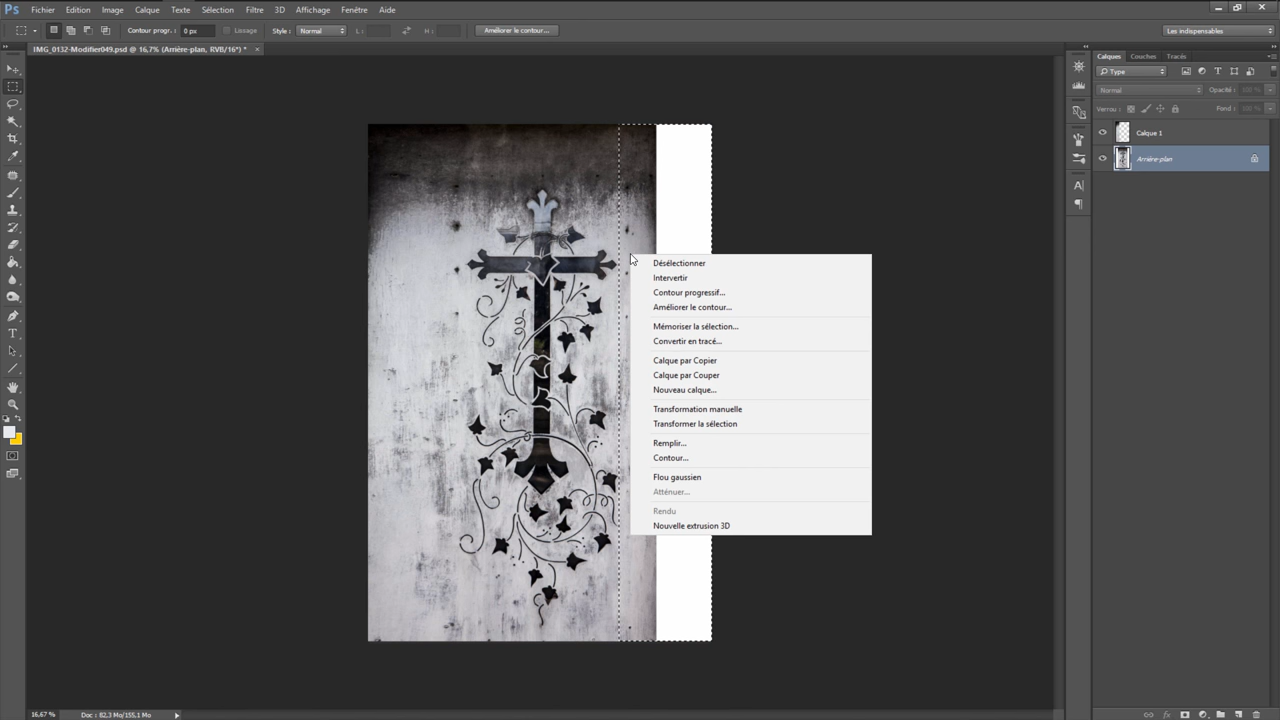 Ps Fichier Edition Image Calque Texte Sélection Filtre 3D Affichage Fenêtre Aide
Contour progr. : 0 px Lissage Style : Normal L : H : Améliorer le contour... Les indispensables
IMG_0132-Modifier049.psd @ 16,7% (Arrière-plan, RVB/16*) * ×
Calques Couches Tracés
Type
Normal Opacité : 100 %
Verrou : Fond : 100 %
Calque 1
Arrière-plan
Désélectionner
Intervertir
Contour progressif...
Améliorer le contour...
Mémoriser la sélection...
Convertir en tracé...
Calque par Copier
Calque par Couper
Nouveau calque...
Transformation manuelle
Transformer la sélection
Remplir...
Contour...
Flou gaussien
Atténuer...
Rendu
Nouvelle extrusion 3D
16,67 % Doc : 82,3 Mo/155,1 Mo